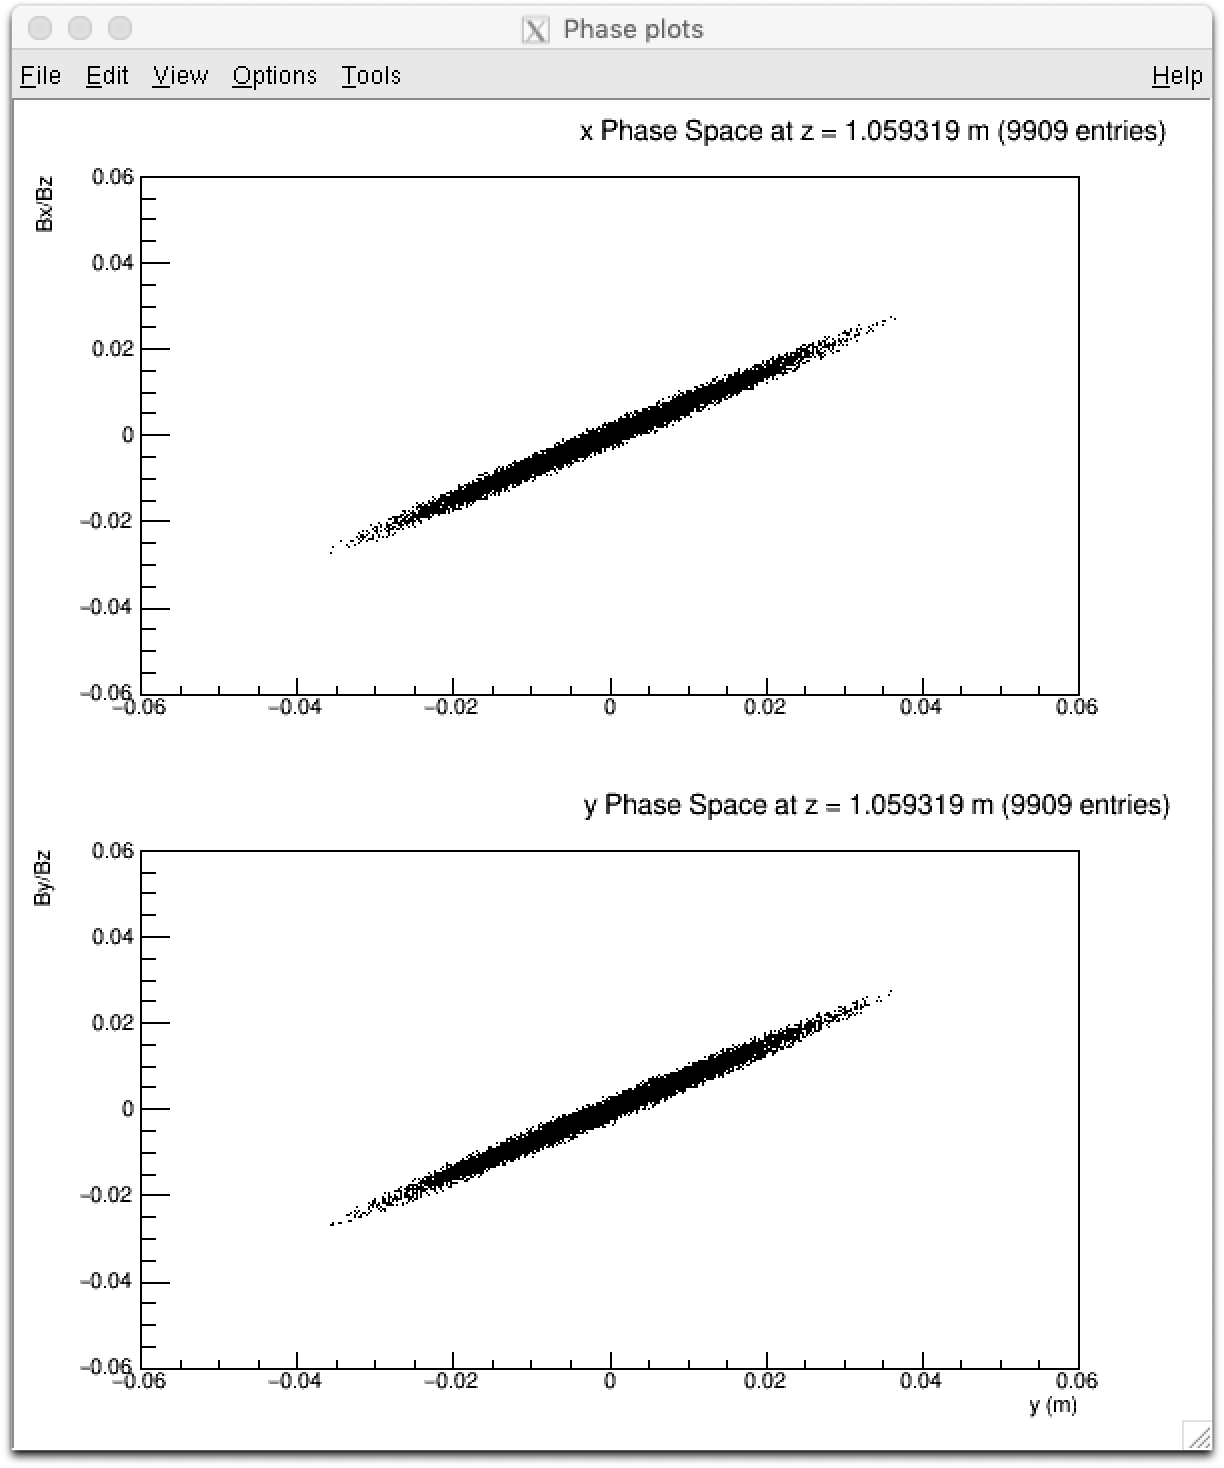 Phase plots
File Edit View Options Tools Help
x Phase Space at z = 1.059319 m (9909 entries)
Bx/Bz
0.06
0.04
0.02
0
−0.02
−0.04
−0.06
−0.06 −0.04 −0.02 0 0.02 0.04 0.06
y Phase Space at z = 1.059319 m (9909 entries)
By/Bz
0.06
0.04
0.02
0
−0.02
−0.04
−0.06
−0.06 −0.04 −0.02 0 0.02 0.04 0.06
y (m)